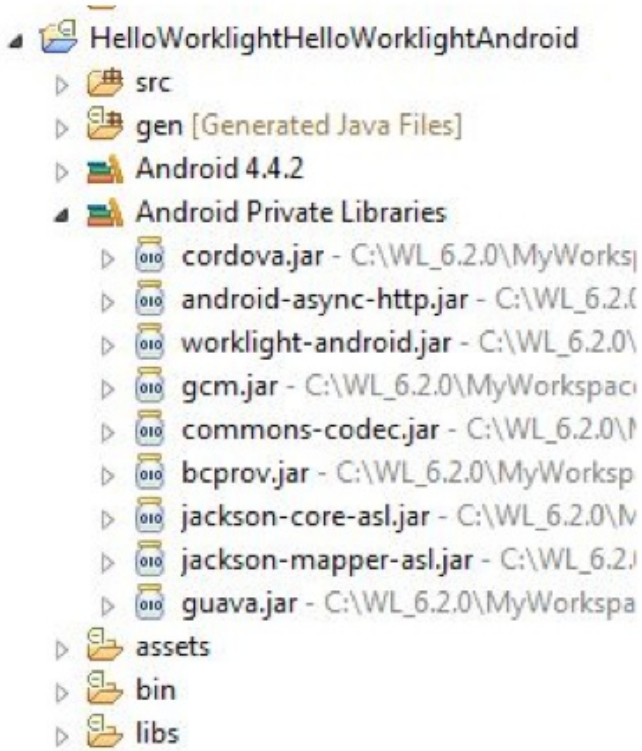 HelloWorklightHelloWorklightAndroid
src
gen [Generated Java Files]
Android 4.4.2
Android Private Libraries
cordova.jar - C:\WL_6.2.0\MyWorksp
android-async-http.jar - C:\WL_6.2.0
worklight-android.jar - C:\WL_6.2.0\
gcm.jar - C:\WL_6.2.0\MyWorkspac
commons-codec.jar - C:\WL_6.2.0\
bcprov.jar - C:\WL_6.2.0\MyWorksp
jackson-core-asl.jar - C:\WL_6.2.0\M
jackson-mapper-asl.jar - C:\WL_6.2.
guava.jar - C:\WL_6.2.0\MyWorkspa
assets
bin
libs